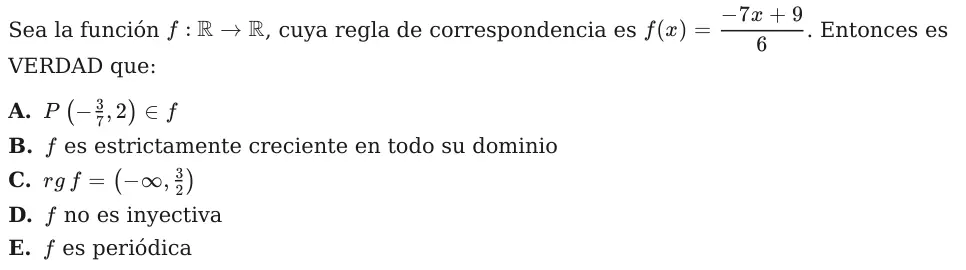 Sea la función f : ℝ → ℝ, cuya regla de correspondencia es f(x) = (−7x + 9)/6. Entonces es
VERDAD que:
A. P (−3/7, 2) ∈ f
B. f es estrictamente creciente en todo su dominio
C. rg f = (−∞, 3/2)
D. f no es inyectiva
E. f es periódica